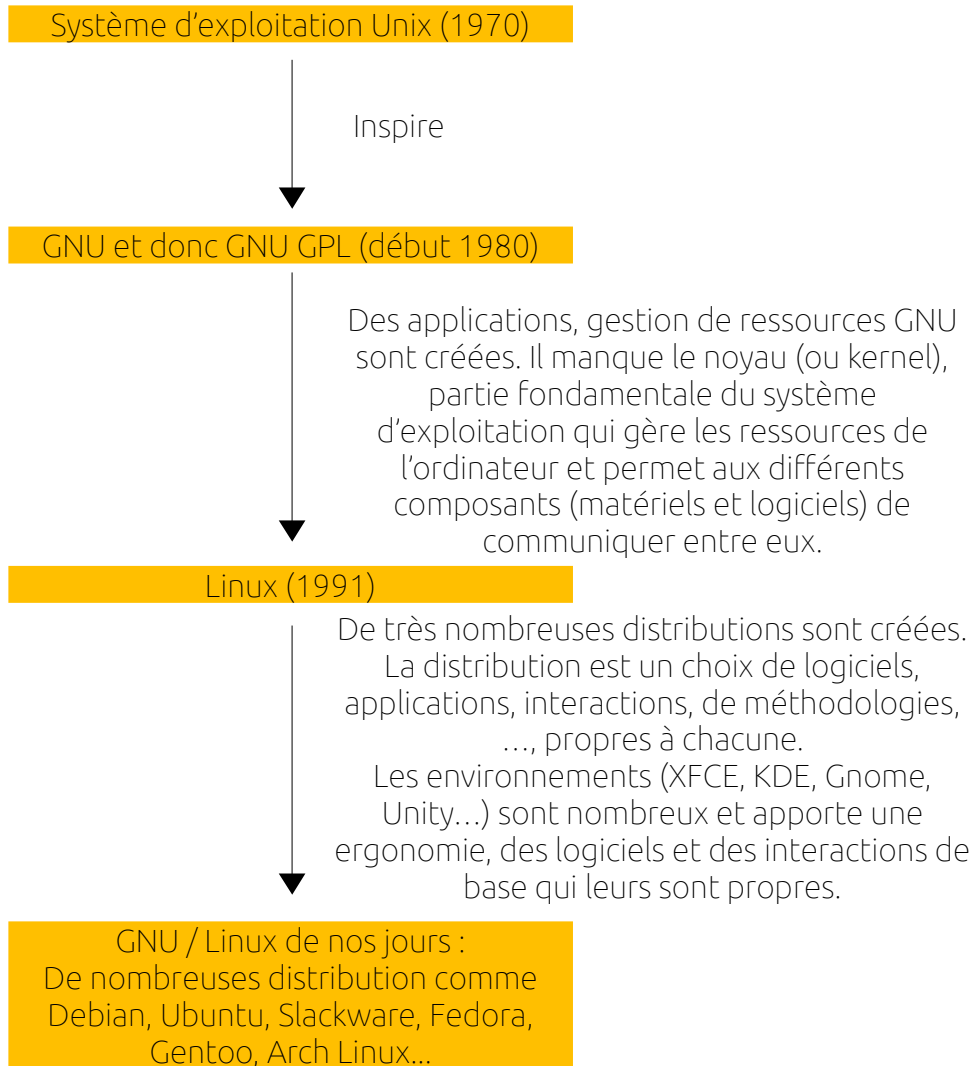 Système d'exploitation Unix (1970)
Inspire
GNU et donc GNU GPL (début 1980)
Des applications, gestion de ressources GNU
sont créées. Il manque le noyau (ou kernel),
partie fondamentale du système
d'exploitation qui gère les ressources de
l'ordinateur et permet aux différents
composants (matériels et logiciels) de
communiquer entre eux.
Linux (1991)
De très nombreuses distributions sont créées.
La distribution est un choix de logiciels,
applications, interactions, de méthodologies,
…, propres à chacune.
Les environnements (XFCE, KDE, Gnome,
Unity…) sont nombreux et apporte une
ergonomie, des logiciels et des interactions de
base qui leurs sont propres.
GNU / Linux de nos jours :
De nombreuses distribution comme
Debian, Ubuntu, Slackware, Fedora,
Gentoo, Arch Linux...